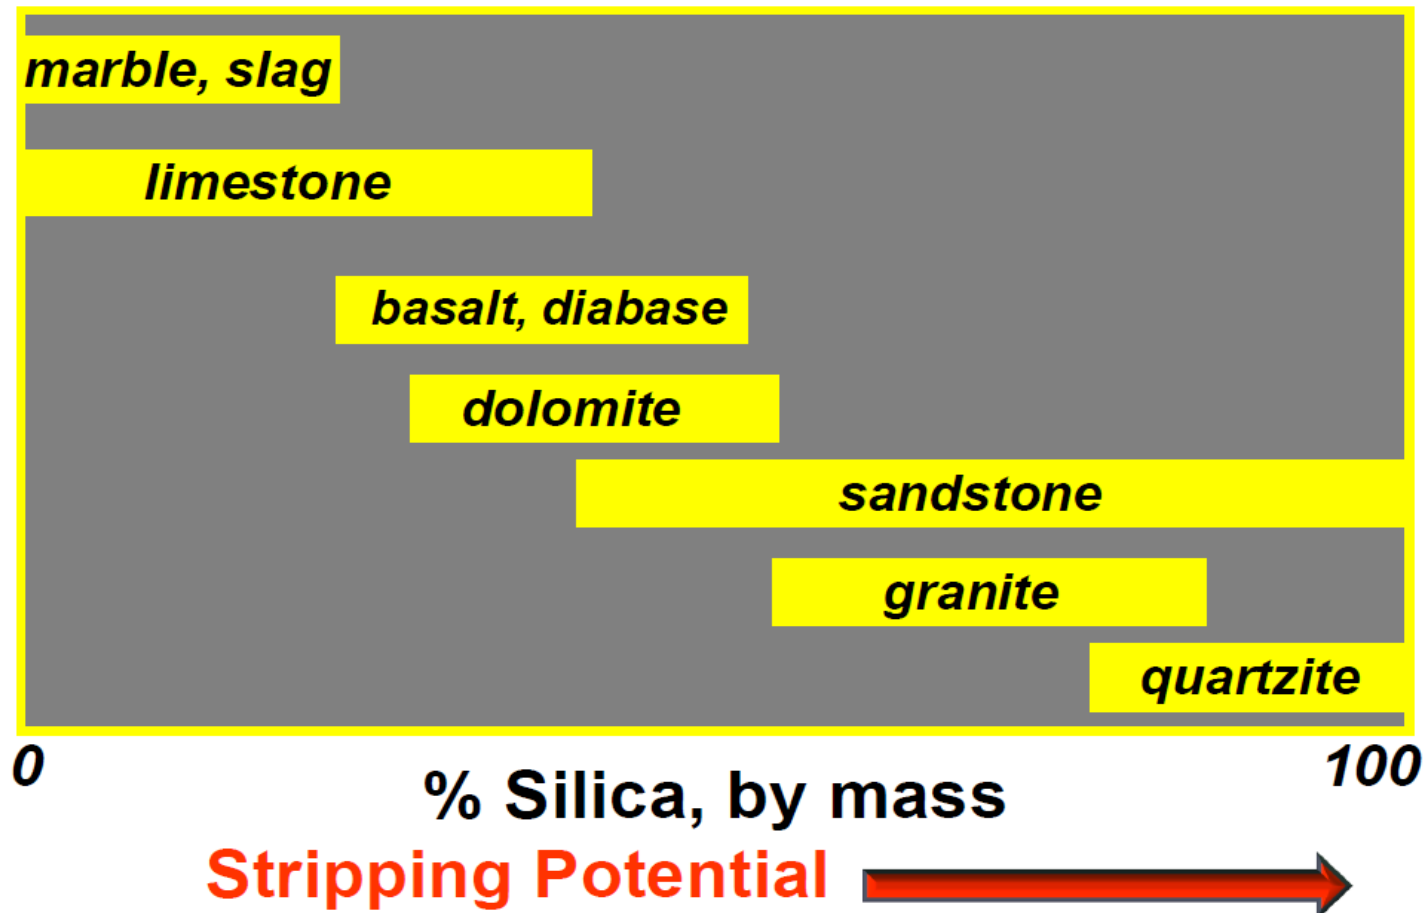 marble, slag
limestone
basalt, diabase
dolomite
sandstone
granite
quartzite
0 100
% Silica, by mass
Stripping Potential